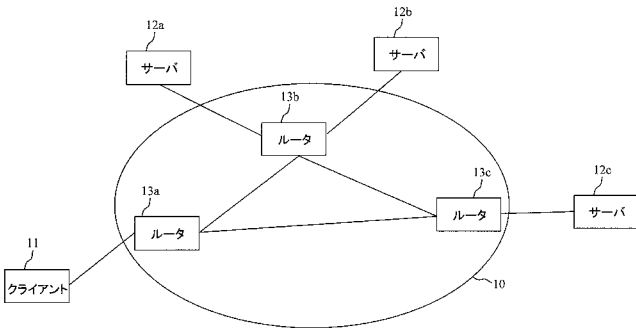 12a
サーバ
12b
サーバ
13b
ルータ
13a
ルータ
13c
ルータ
12c
サーバ
11
クライアント
10